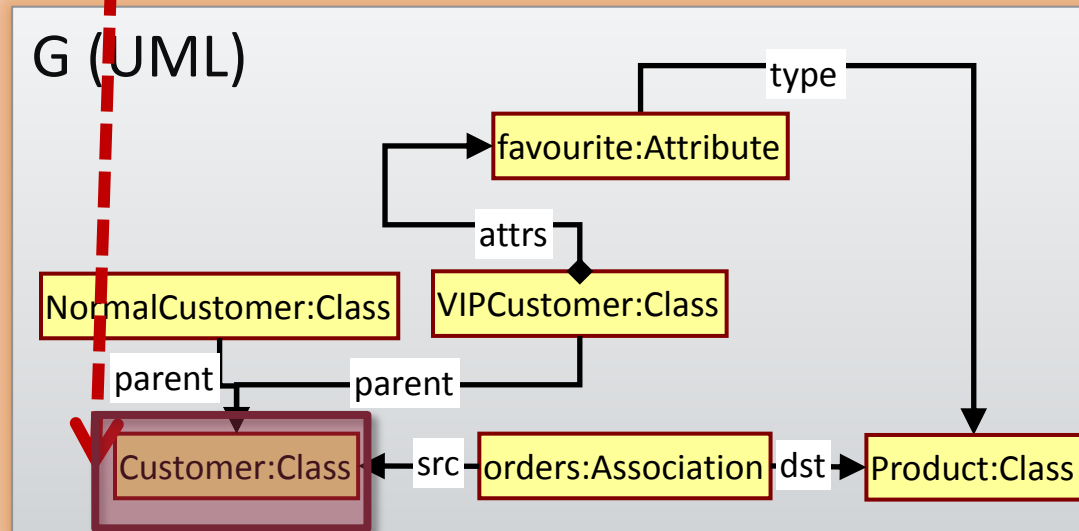 G (UML)
type
favourite:Attribute
attrs
NormalCustomer:Class
VIPCustomer:Class
parent
parent
Customer:Class
src
orders:Association
dst
Product:Class